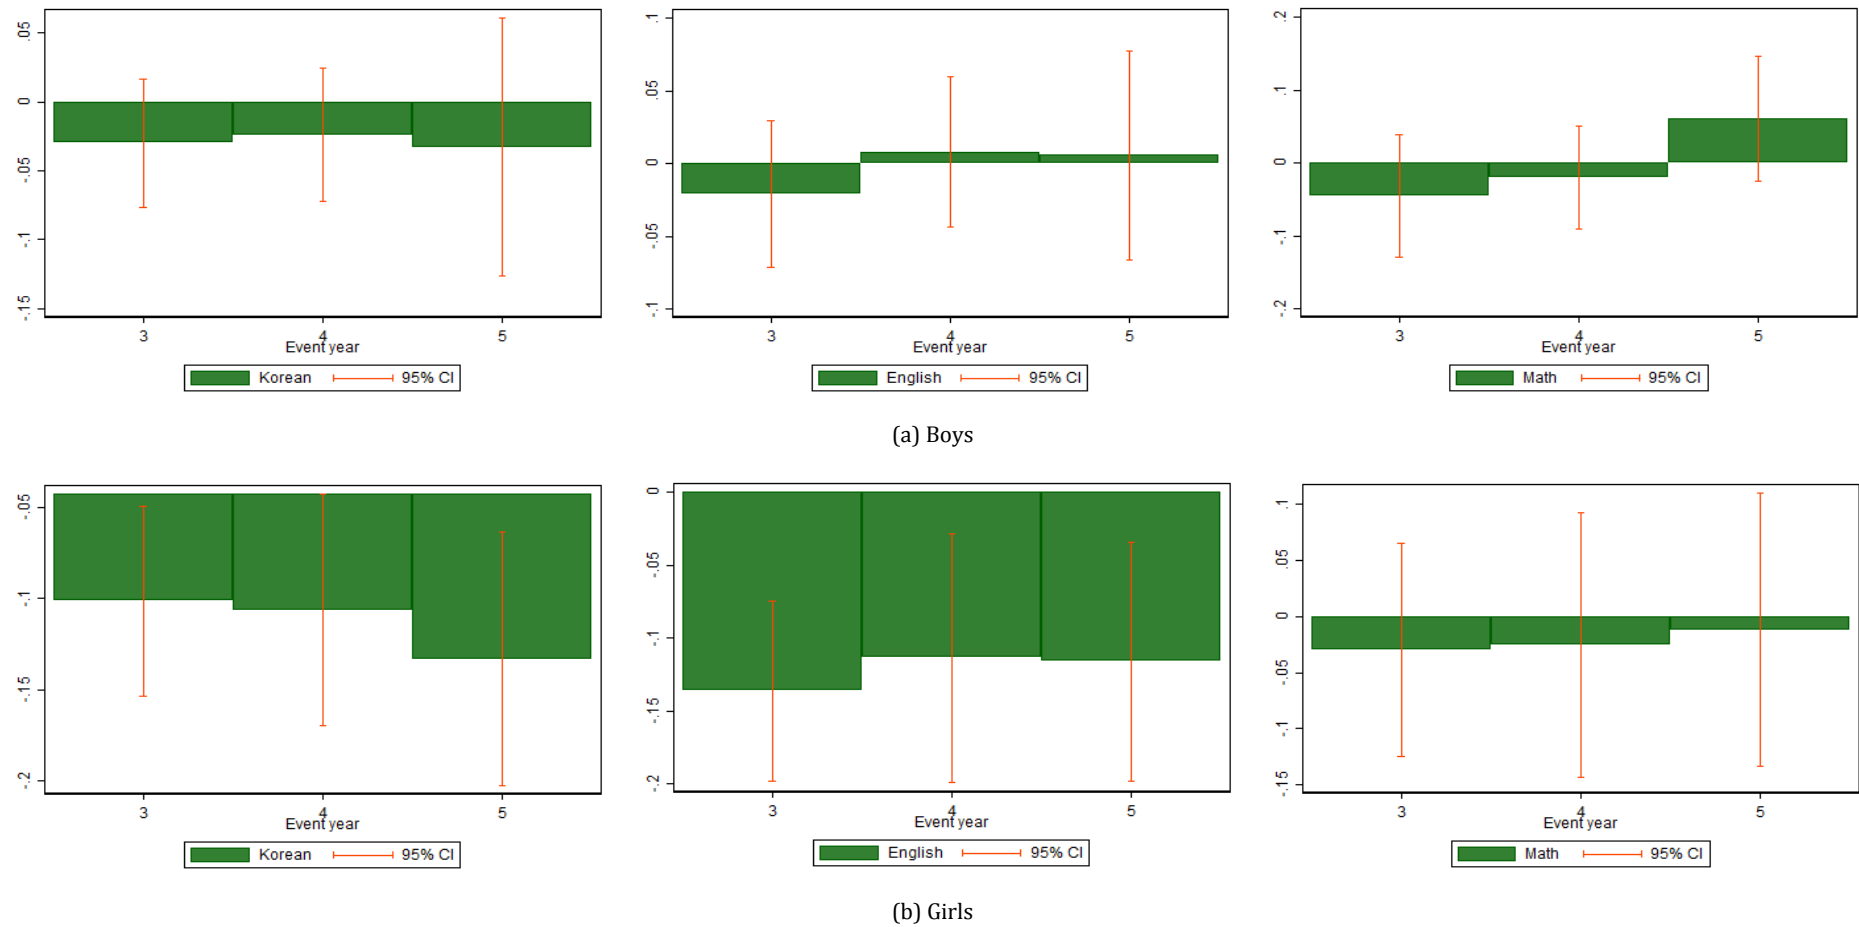 .05
0
-.05
-.1
-.15
3
4
5
Event year
Korean
95% CI
.1
.05
0
-.05
-.1
3
4
5
Event year
English
95% CI
.2
.1
0
-.1
-.2
3
4
5
Event year
Math
95% CI
(a) Boys
-.05
-.1
-.15
-.2
3
4
5
Event year
Korean
95% CI
0
-.05
-.1
-.15
-.2
3
4
5
Event year
English
95% CI
.1
.05
0
-.05
-.1
-.15
3
4
5
Event year
Math
95% CI
(b) Girls